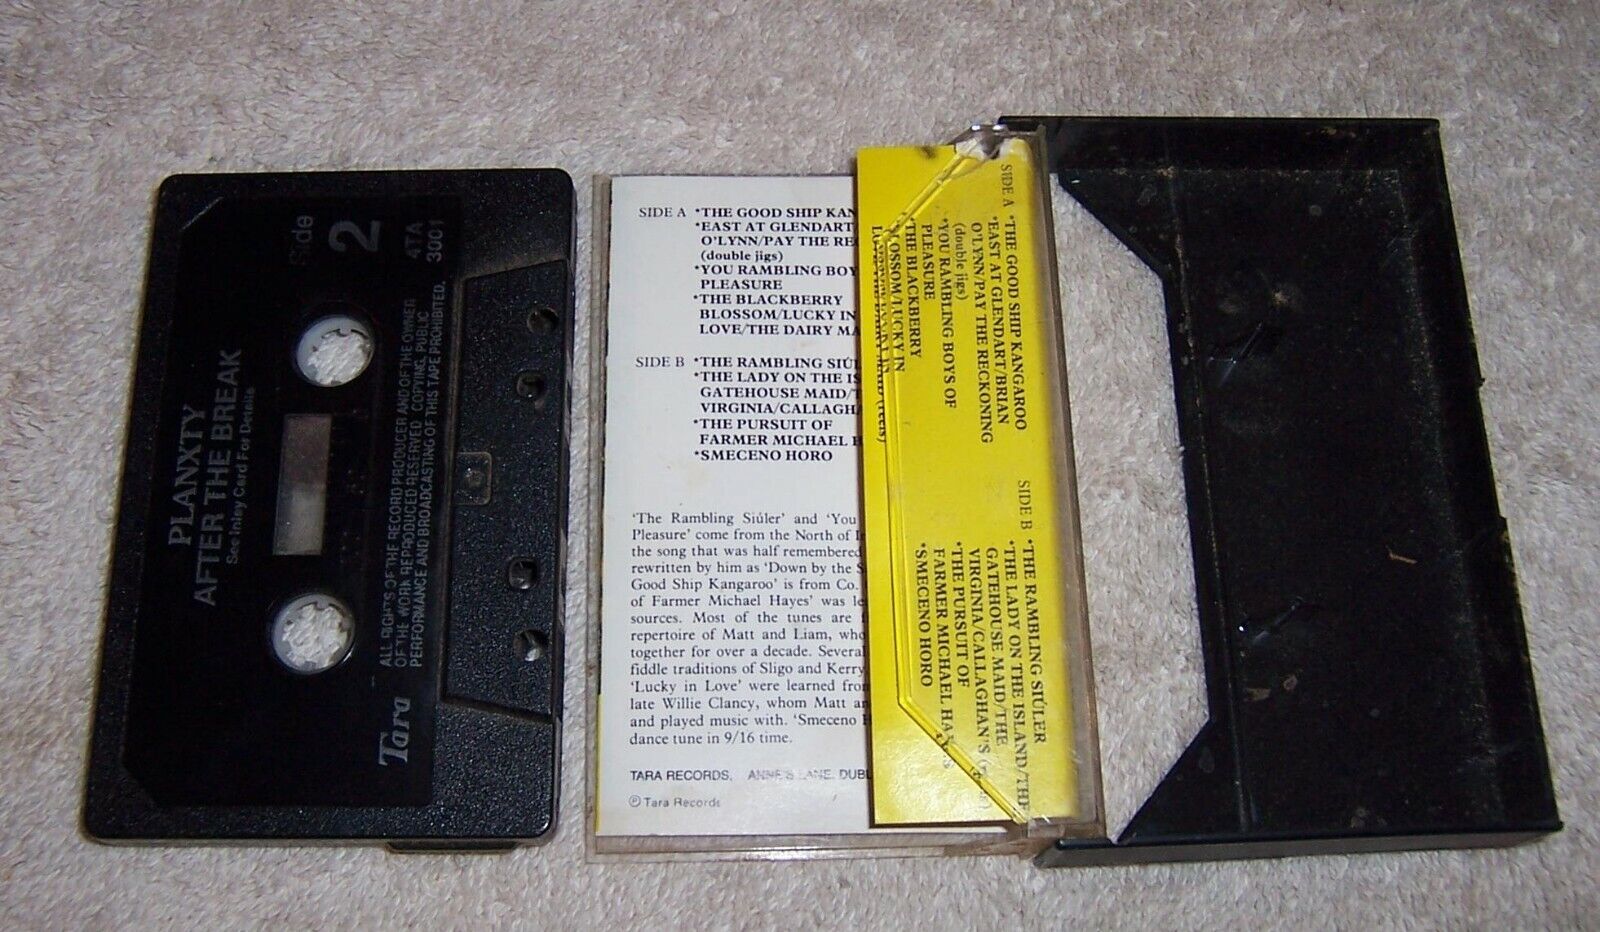 PLANXTY
AFTER THE BREAK
See Inley Card For Details
Side
2
4TA
3001
ALL RIGHTS OF THE RECORD PRODUCER AND OF THE OWNER
OF THE WORK REPRODUCED RESERVED. COPYING, PUBLIC
PERFORMANCE AND BROADCASTING OF THIS TAPE PROHIBITED.
Tara
SIDE A *THE GOOD SHIP KAN
*EAST AT GLENDART
O'LYNN/PAY THE REC
(double jigs)
*YOU RAMBLING BOY
PLEASURE
*THE BLACKBERRY
BLOSSOM/LUCKY IN
LOVE/THE DAIRY MA
SIDE B *THE RAMBLING SIÚL
*THE LADY ON THE IS
GATEHOUSE MAID/T
VIRGINIA/CALLAGHA
*THE PURSUIT OF
FARMER MICHAEL H
*SMECENO HORO
'The Rambling Siúler' and 'You
Pleasure' come from the North of
the song that was half remembered
rewritten by him as 'Down by the S
Good Ship Kangaroo' is from Co.
of Farmer Michael Hayes' was le
sources. Most of the tunes are
repertoire of Matt and Liam, who
together for over a decade. Several
fiddle traditions of Sligo and Kerry
'Lucky in Love' were learned from
late Willie Clancy, whom Matt an
and played music with. 'Smeceno H
dance tune in 9/16 time.
TARA RECORDS, ANNE'S LANE, DUBL
℗ Tara Records
SIDE A *THE GOOD SHIP KANGAROO
*EAST AT GLENDART/BRIAN
O'LYNN/PAY THE RECKONING
(double jigs)
*YOU RAMBLING BOYS OF
PLEASURE
*THE BLACKBERRY
BLOSSOM/LUCKY IN
(reels)
SIDE B *THE RAMBLING SIÚLER
*THE LADY ON THE ISLAND/THE
GATEHOUSE MAID/THE
VIRGINIA/CALLAGHAN'S
*THE PURSUIT OF
FARMER MICHAEL HAYES
*SMECENO HORO